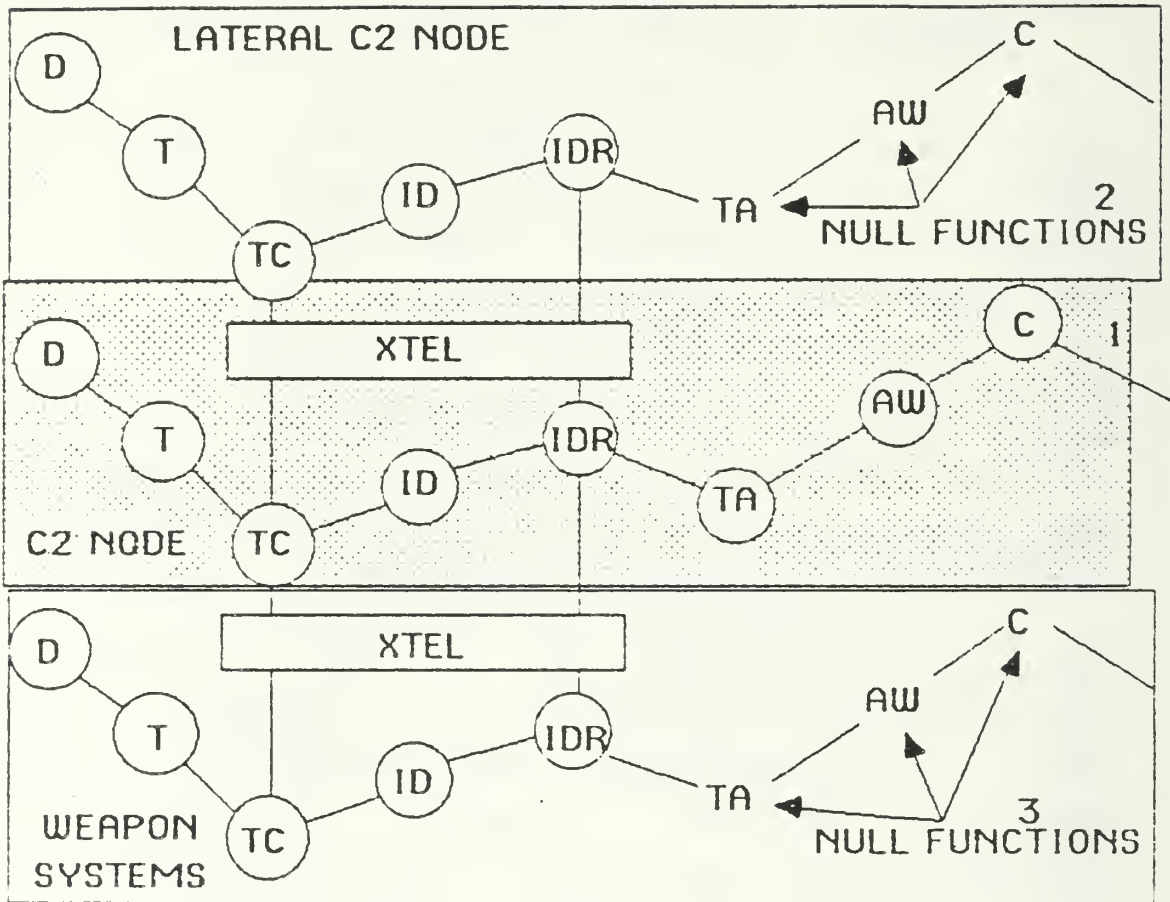 LATERAL C2 NODE
D
T
TC
ID
IDR
TA
AW
C
2
NULL FUNCTIONS
XTEL
D
T
TC
ID
IDR
TA
AW
C
1
C2 NODE
XTEL
D
T
TC
ID
IDR
TA
AW
C
3
NULL FUNCTIONS
WEAPON
SYSTEMS